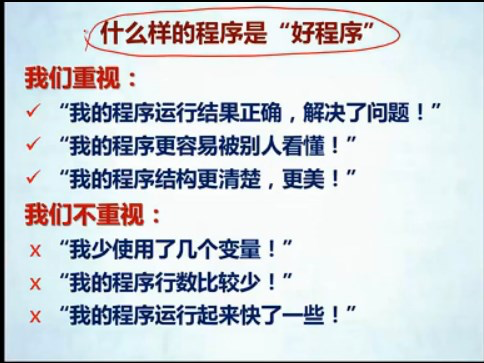 什么样的程序是“好程序”
我们重视：
✓ “我的程序运行结果正确，解决了问题！”
✓ “我的程序更容易被别人看懂！”
✓ “我的程序结构更清楚，更美！”
我们不重视：
x “我少使用了几个变量！”
x “我的程序行数比较少！”
x “我的程序运行起来快了一些！”